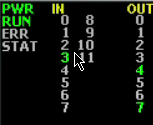 PWR IN OUT
RUN 0 8 0
ERR 1 9 1
STAT 2 10 2
3 11 3
4 4
5 5
6 6
7 7